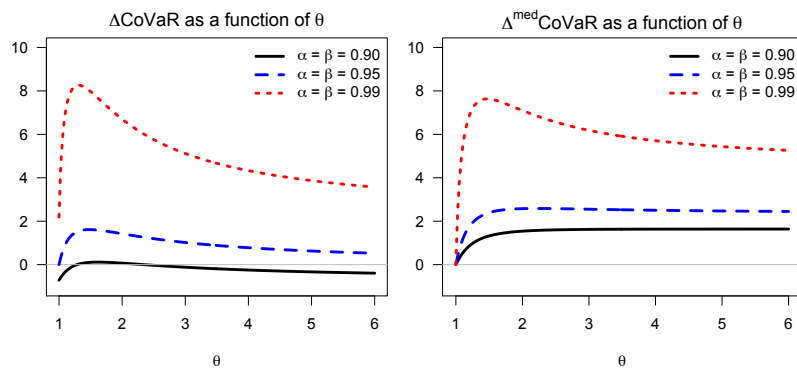 ΔCoVaR as a function of θ
α = β = 0.90
α = β = 0.95
α = β = 0.99
10
8
6
4
2
0
1 2 3 4 5 6
θ
Δmed CoVaR as a function of θ
α = β = 0.90
α = β = 0.95
α = β = 0.99
10
8
6
4
2
0
1 2 3 4 5 6
θ